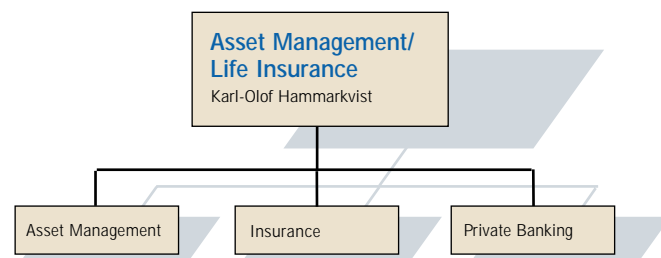 Asset Management/
Life Insurance
Karl-Olof Hammarkvist
Asset Management
Insurance
Private Banking